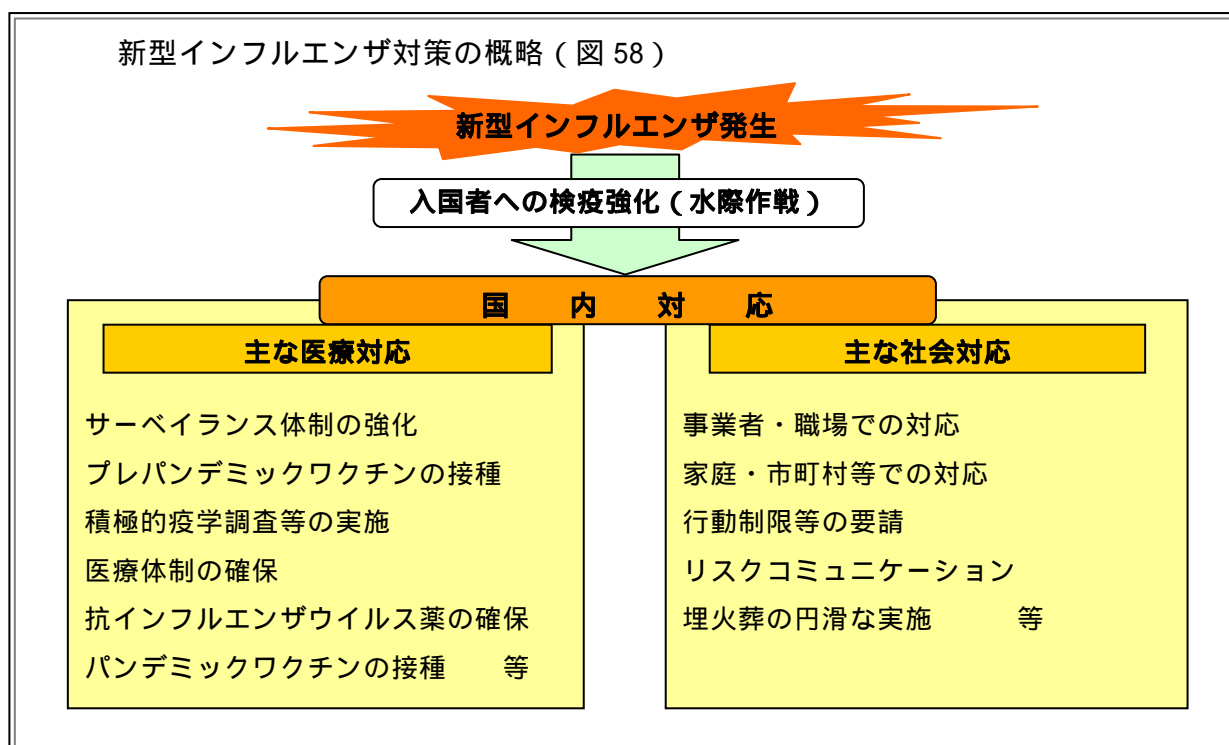 新型インフルエンザ対策の概略(図 58)
新型インフルエンザ発生
入国者への検疫強化(水際作戦)
国 内 対 応
主な医療対応
サーベイランス体制の強化
プレパンデミックワクチンの接種
積極的疫学調査等の実施
医療体制の確保
抗インフルエンザウイルス薬の確保
パンデミックワクチンの接種 等
主な社会対応
事業者・職場での対応
家庭・市町村等での対応
行動制限等の要請
リスクコミュニケーション
埋火葬の円滑な実施 等